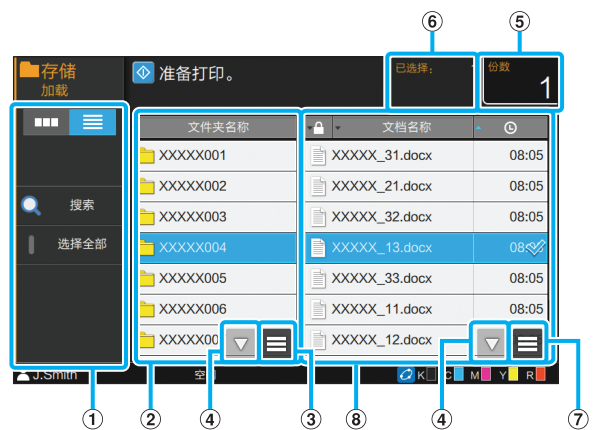 ⑥ ⑤
存储
加载
准备打印。
已选择：
份数
1
文件夹名称 文档名称
XXXXX001 XXXXX_31.docx 08:05
XXXXX002 XXXXX_21.docx 08:05
搜索
XXXXX003 XXXXX_32.docx 08:05
选择全部
XXXXX004 XXXXX_13.docx
XXXXX005 XXXXX_33.docx 08:05
XXXXX006 XXXXX_11.docx 08:05
XXXXX00 XXXXX_12.docx
J.Smith 空 K C M Y R
① ② ④ ③ ⑧ ④ ⑦